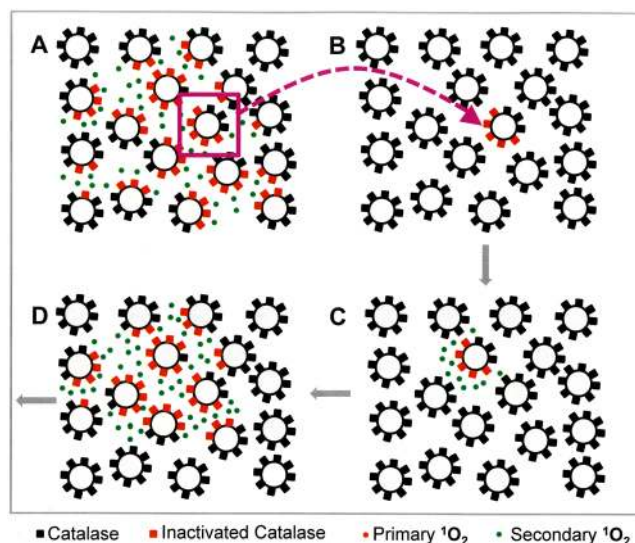 A
B
D
C
Catalase Inactivated Catalase Primary ¹O₂ Secondary ¹O₂